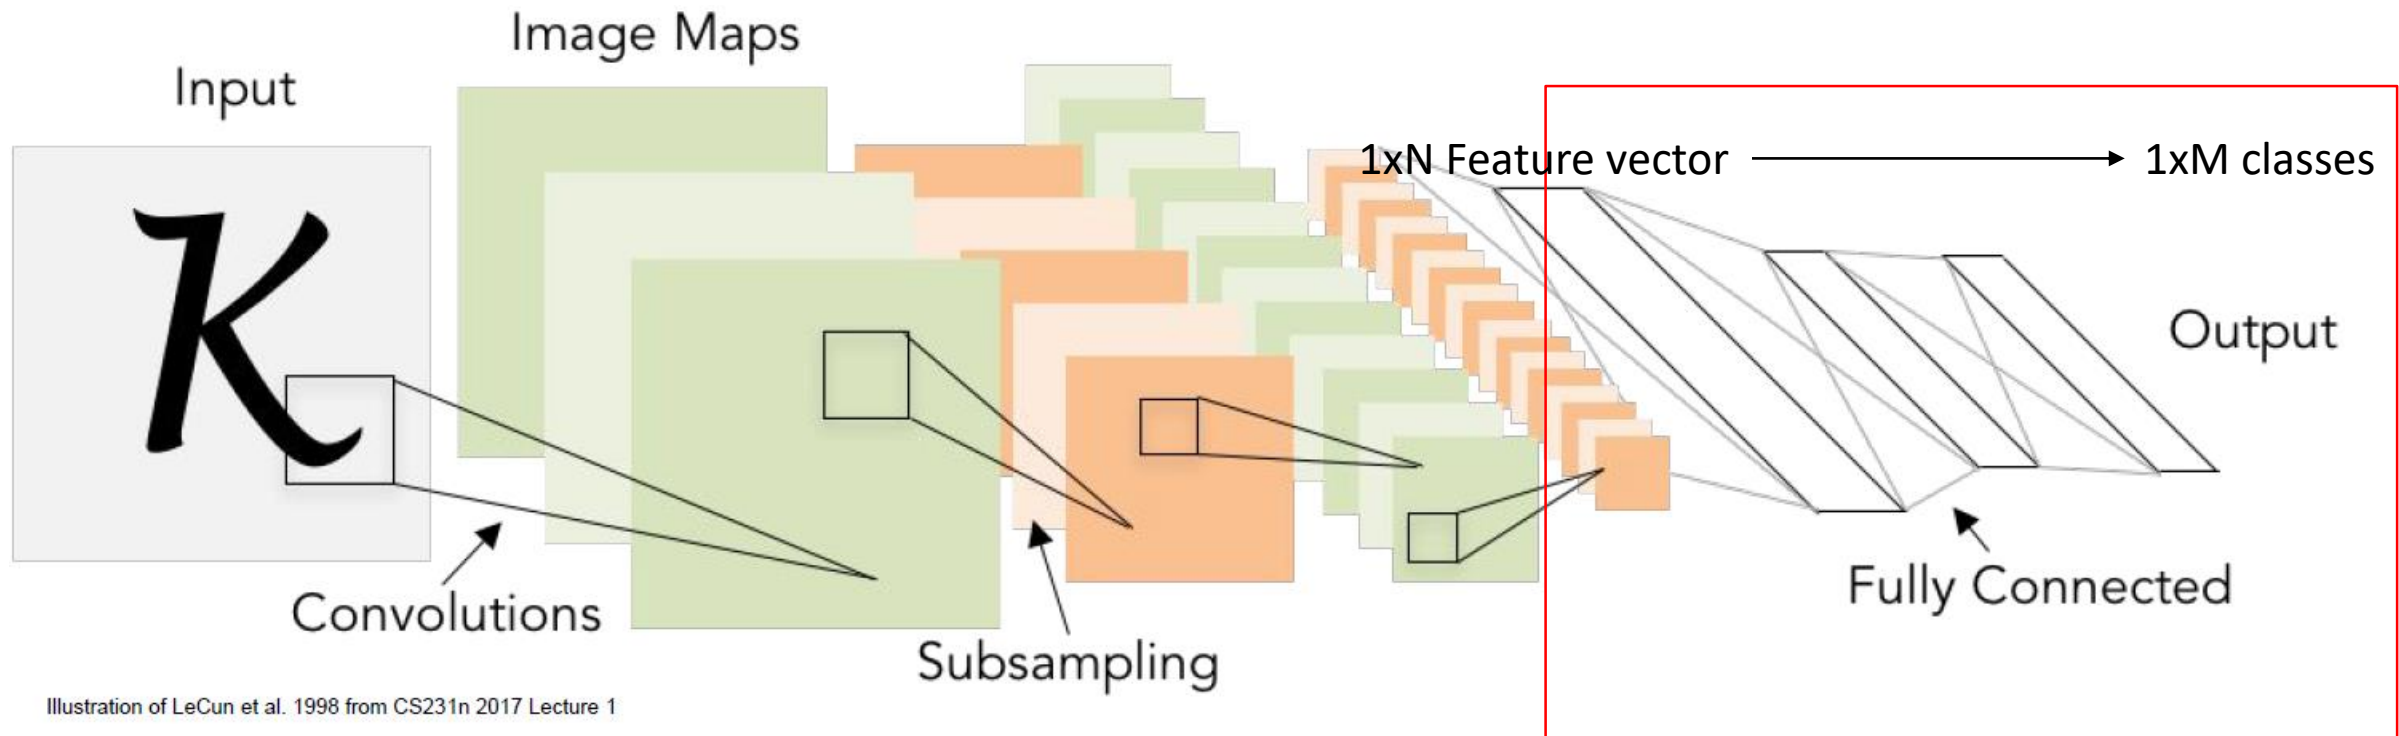 Image Maps
Input
1xN Feature vector
1xM classes
K
Output
Convolutions
Fully Connected
Subsampling
Illustration of LeCun et al. 1998 from CS231n 2017 Lecture 1